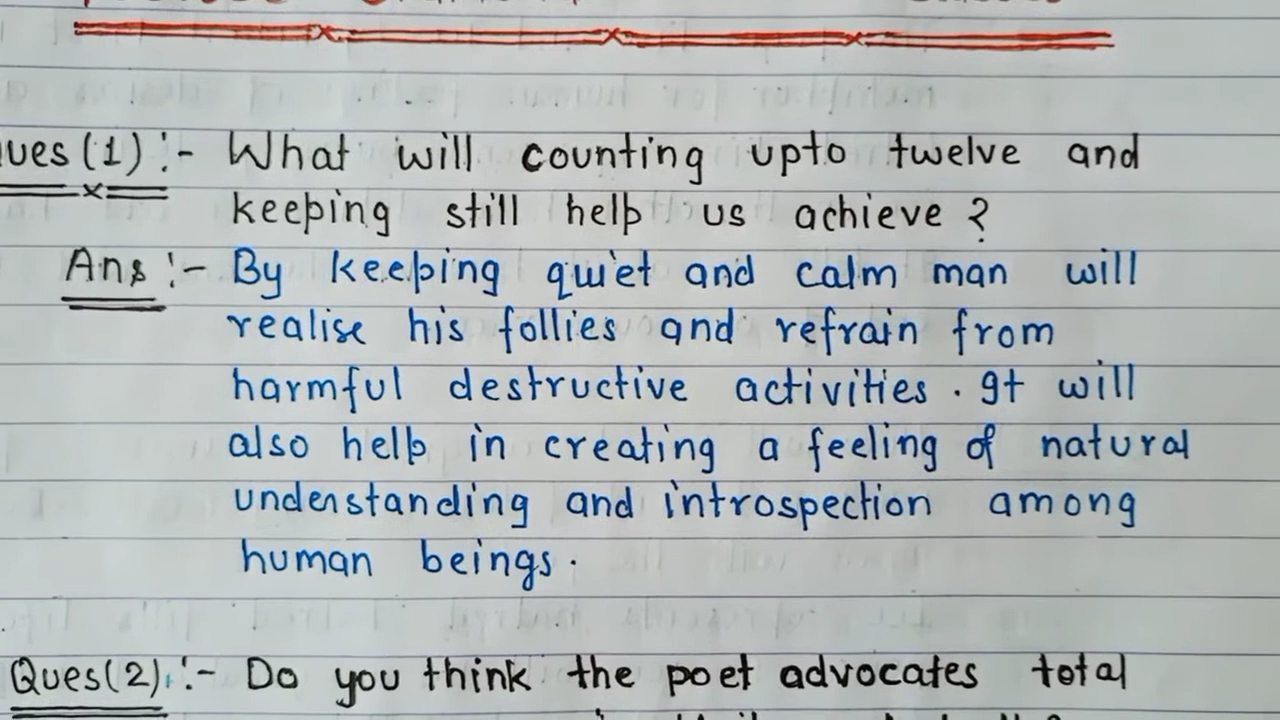 ues (1) :- What will counting upto twelve and
keeping still help us achieve ?
Ans :- By keeping quiet and calm man will
realise his follies and refrain from
harmful destructive activities. It will
also help in creating a feeling of natural
understanding and introspection among
human beings.
Ques (2) :- Do you think the poet advocates total